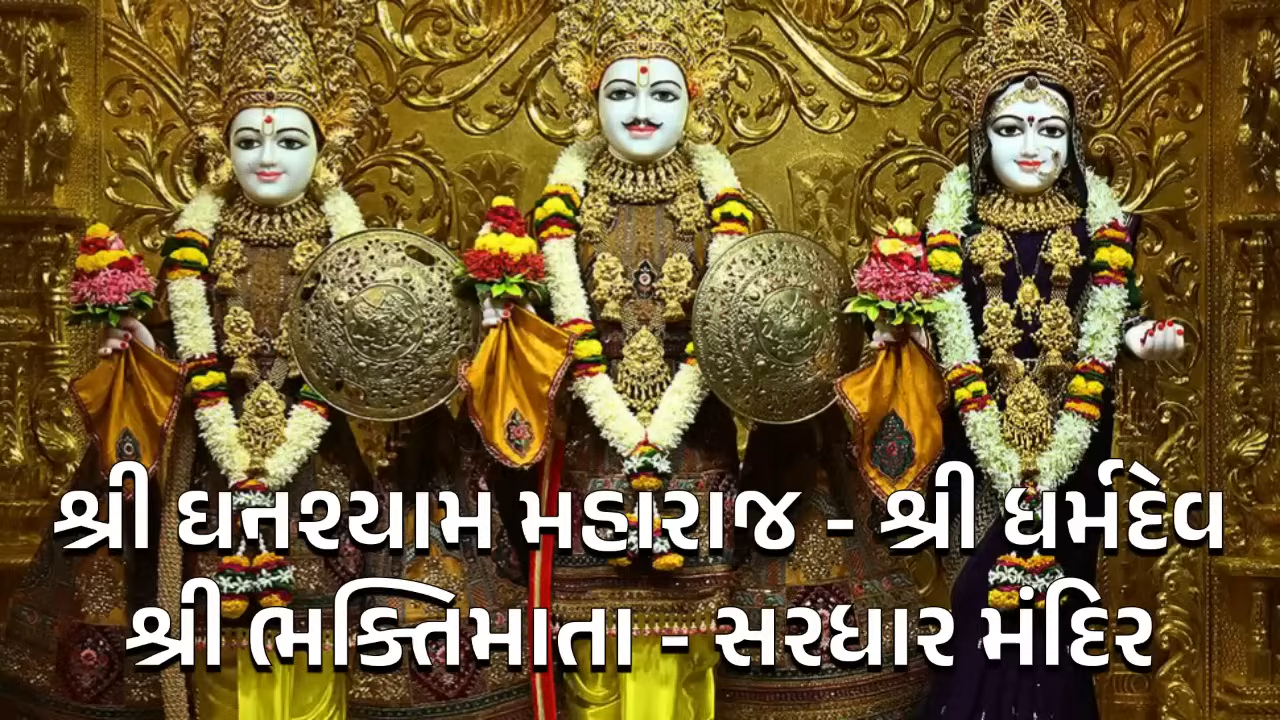 શ્રી ઘનશ્યામ મહારાજ - શ્રી ધર્મદેવ
શ્રી ભક્તિમાતા - સરધાર મંદિર